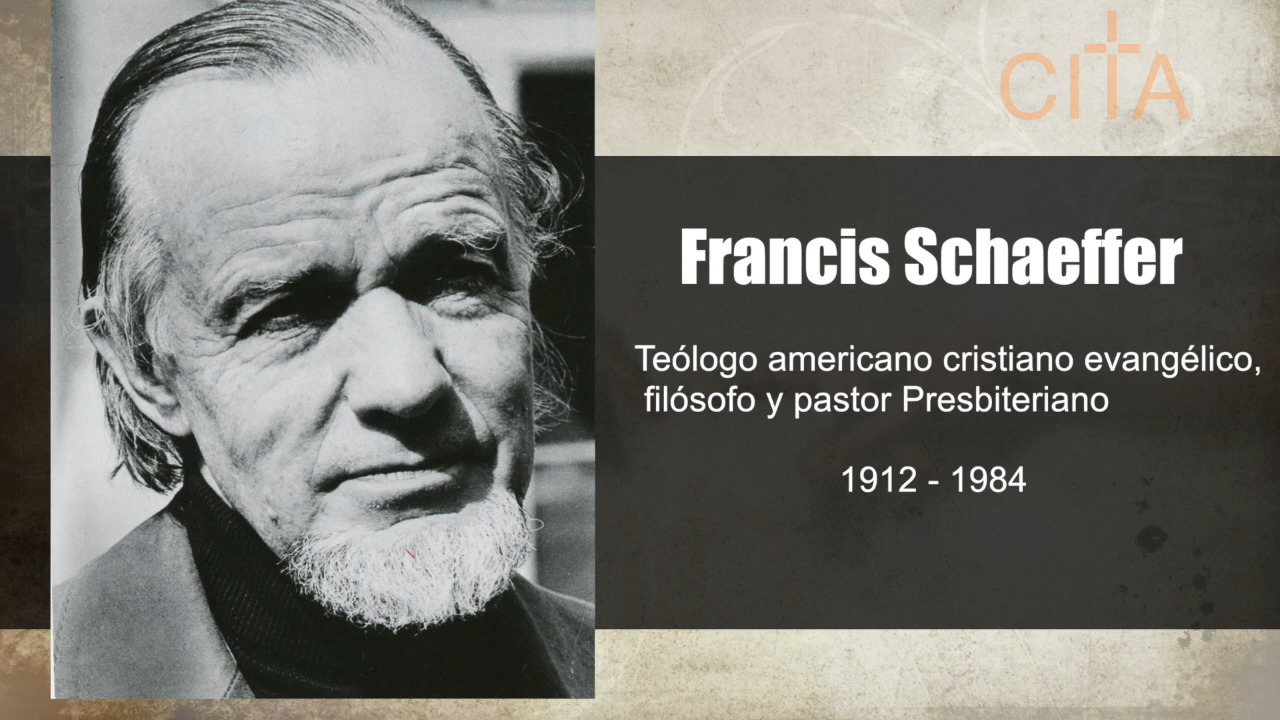 CITA
Francis Schaeffer
Teólogo americano cristiano evangélico,
filósofo y pastor Presbiteriano
1912 - 1984